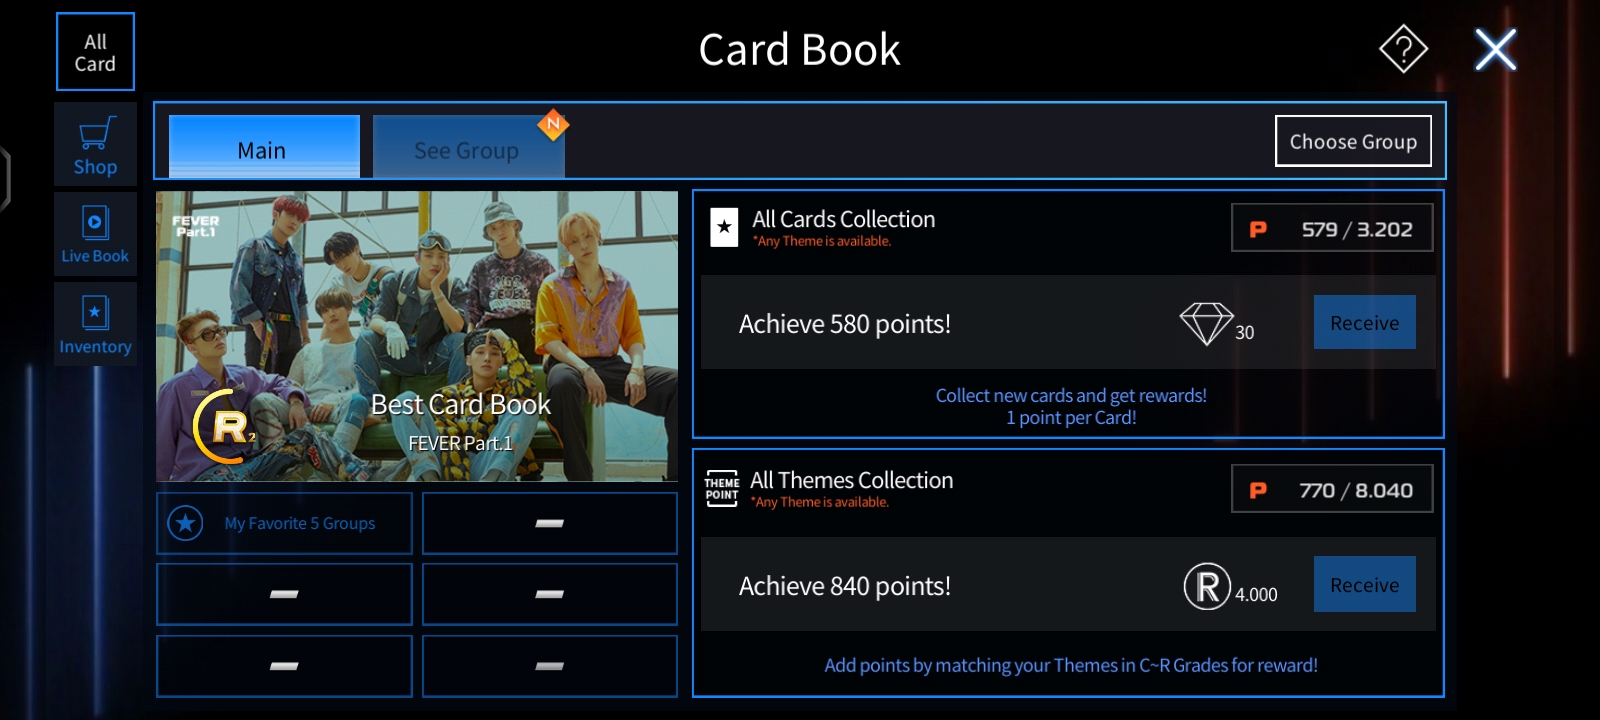 All
Card
Card Book
?
Shop
Live Book
Inventory
Main
See Group
N
Choose Group
FEVER
Part.1
R2
Best Card Book
FEVER Part.1
My Favorite 5 Groups
All Cards Collection
*Any Theme is available.
P 579 / 3.202
Achieve 580 points!
30
Receive
Collect new cards and get rewards!
1 point per Card!
THEME
POINT
All Themes Collection
*Any Theme is available.
P 770 / 8.040
Achieve 840 points!
R 4.000
Receive
Add points by matching your Themes in C~R Grades for reward!